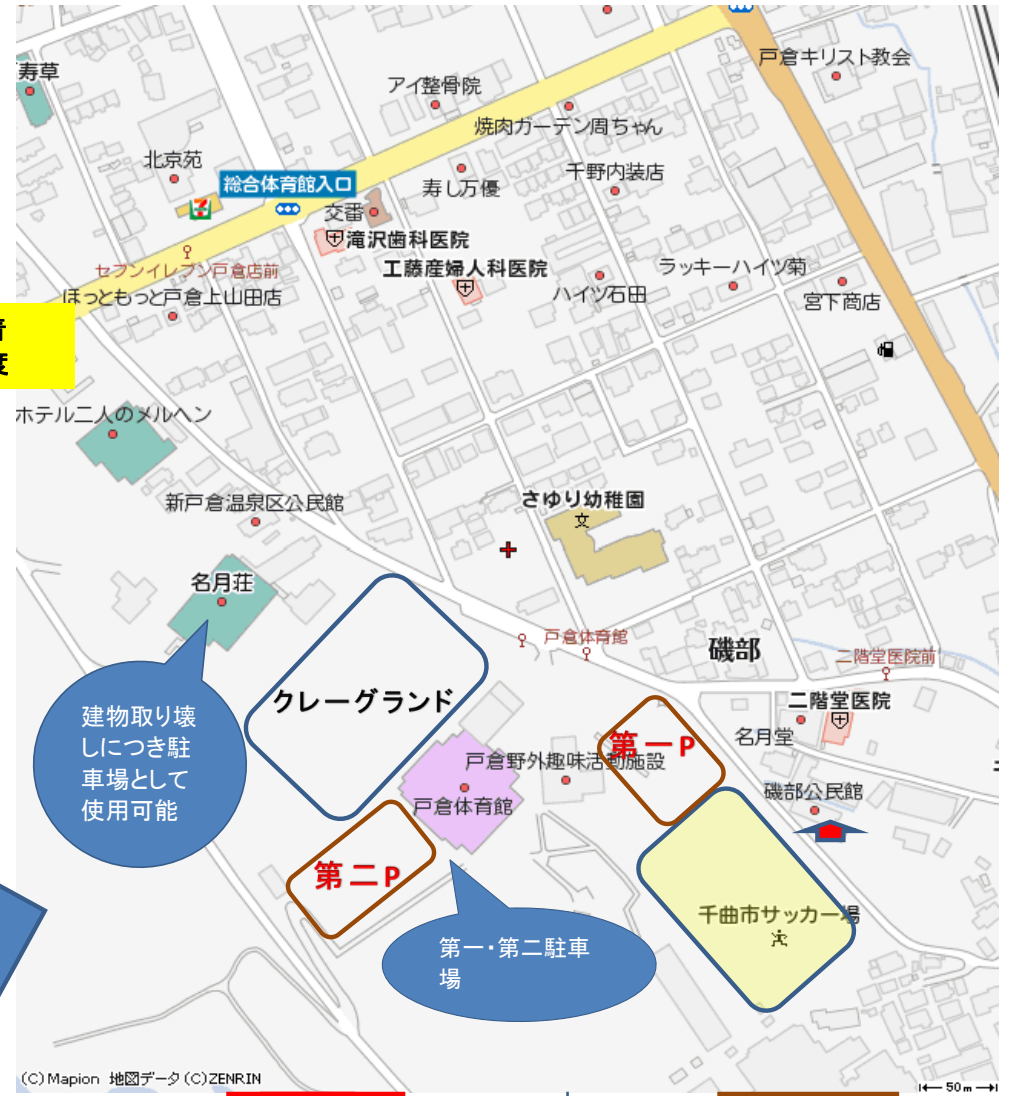 寿草
戸倉キリスト教会
アイ整骨院
焼肉ガーデン周ちゃん
北京苑
総合体育館入口
寿し万優
千野内装店
交番
滝沢歯科医院
セブンイレブン戸倉店前
工藤産婦人科医院
ラッキーハイツ菊
ほっともっと戸倉上山田店
ハイツ石田
宮下商店
ホテル二人のメルヘン
新戸倉温泉区公民館
さゆり幼稚園
文
名月荘
戸倉体育館
磯部
二階堂医院前
クレーグランド
二階堂医院
建物取り壊
しにつき駐
車場として
使用可能
第一P
名月堂
戸倉野外趣味活動施設
磯部公民館
戸倉体育館
第二P
千曲市サッカー場
第一・第二駐車
場
(C)Mapion 地図データ(C)ZENRIN
50m